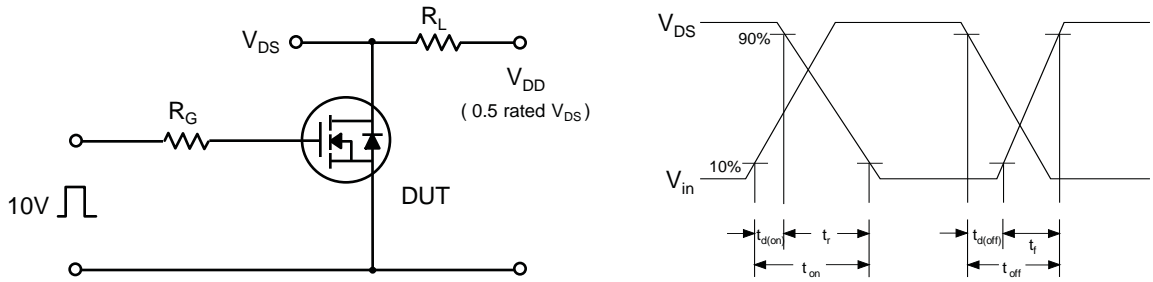 V_DS
R_L
V_DD
( 0.5 rated V_DS )
R_G
DUT
10V
V_DS
90%
10%
V_in
t_d(on)
t_r
t_on
t_d(off)
t_f
t_off